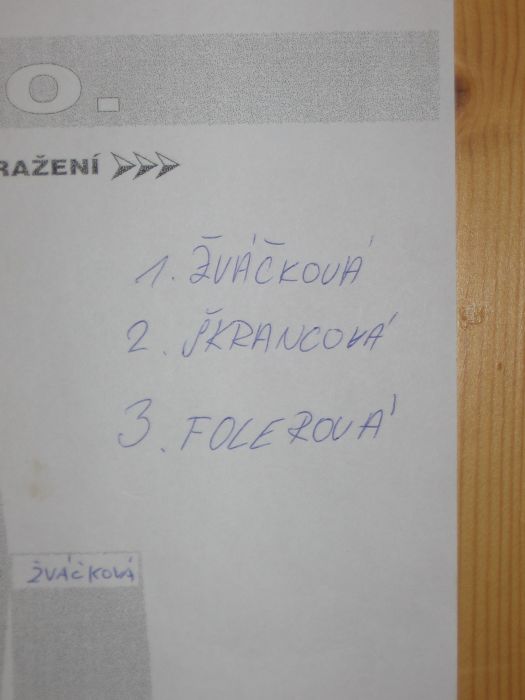 O.
RAŽENÍ
1. ŽVÁČKOVÁ
2. ŠKRANCOVÁ
3. FOLEROVÁ
ŽVÁČKOVÁ